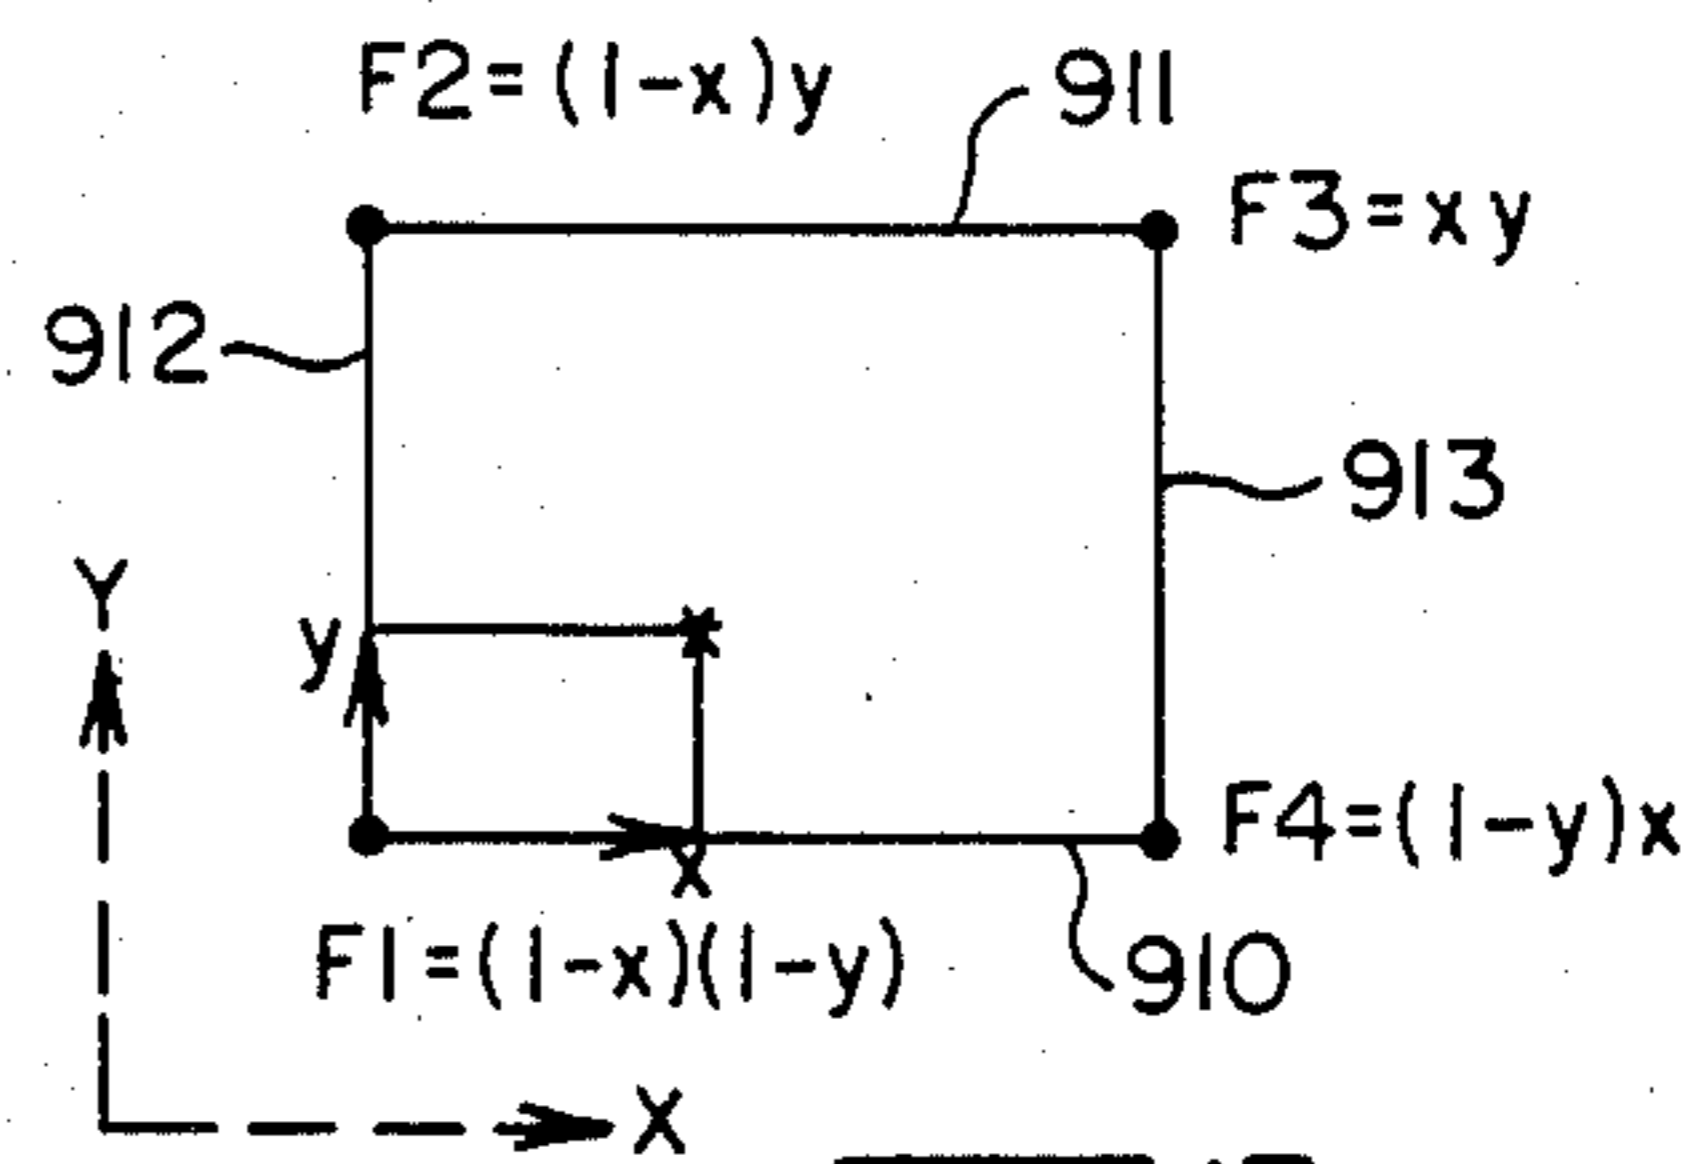 F2=(1-x)y
911
F3=xy
912
913
Y
y
x
F4=(1-y)x
F1=(1-x)(1-y)
910
X